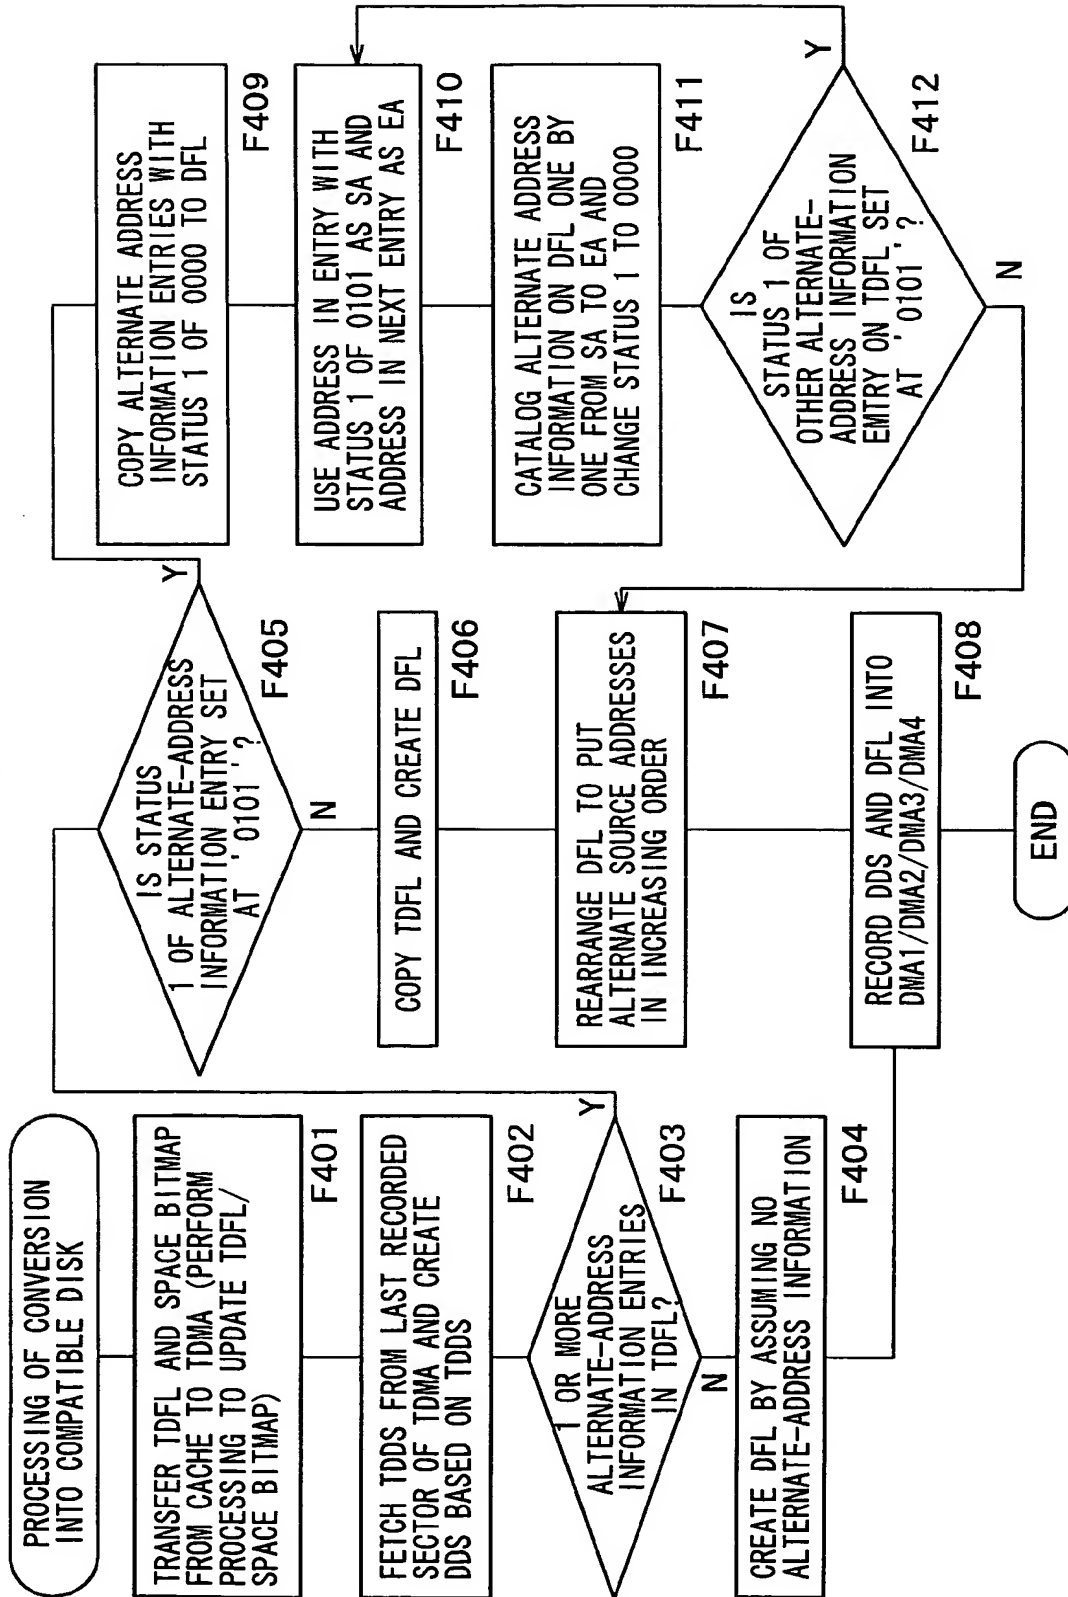 PROCESSING OF CONVERSION
INTO COMPATIBLE DISK
TRANSFER TDFL AND SPACE BITMAP
FROM CACHE TO TDMA (PERFORM
PROCESSING TO UPDATE TDFL/
SPACE BITMAP)
F401
FETCH TDDS FROM LAST RECORDED
SECTOR OF TDMA AND CREATE
DDS BASED ON TDDS
F402
1 OR MORE
ALTERNATE-ADDRESS
INFORMATION ENTRIES
IN TDFL?
Y
N
F403
CREATE DFL BY ASSUMING NO
ALTERNATE-ADDRESS INFORMATION
F404
IS STATUS
1 OF ALTERNATE-ADDRESS
INFORMATION ENTRY SET
AT '0101'?
Y
N
F405
COPY TDFL AND CREATE DFL
F406
REARRANGE DFL TO PUT
ALTERNATE SOURCE ADDRESSES
IN INCREASING ORDER
F407
RECORD DDS AND DFL INTO
DMA1/DMA2/DMA3/DMA4
F408
END
COPY ALTERNATE ADDRESS
INFORMATION ENTRIES WITH
STATUS 1 OF 0000 TO DFL
F409
USE ADDRESS IN ENTRY WITH
STATUS 1 OF 0101 AS SA AND
ADDRESS IN NEXT ENTRY AS EA
F410
CATALOG ALTERNATE ADDRESS
INFORMATION ON DFL ONE BY
ONE FROM SA TO EA AND
CHANGE STATUS 1 TO 0000
F411
IS
STATUS 1 OF
OTHER ALTERNATE-
ADDRESS INFORMATION
EMTRY ON TDFL SET
AT '0101'?
Y
N
F412